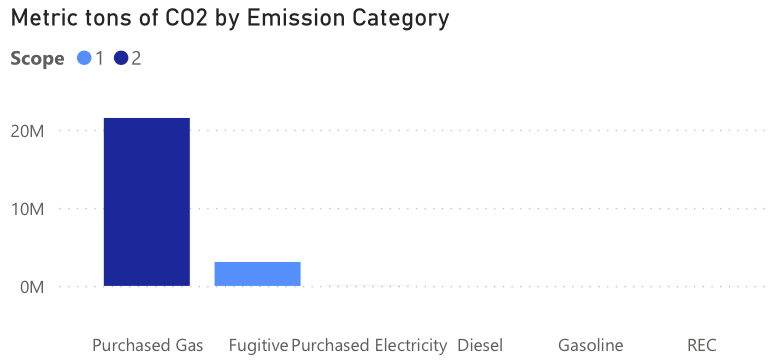 Metric tons of CO2 by Emission Category
Scope 1 2
20M
10M
0M
Purchased Gas Fugitive Purchased Electricity Diesel Gasoline REC